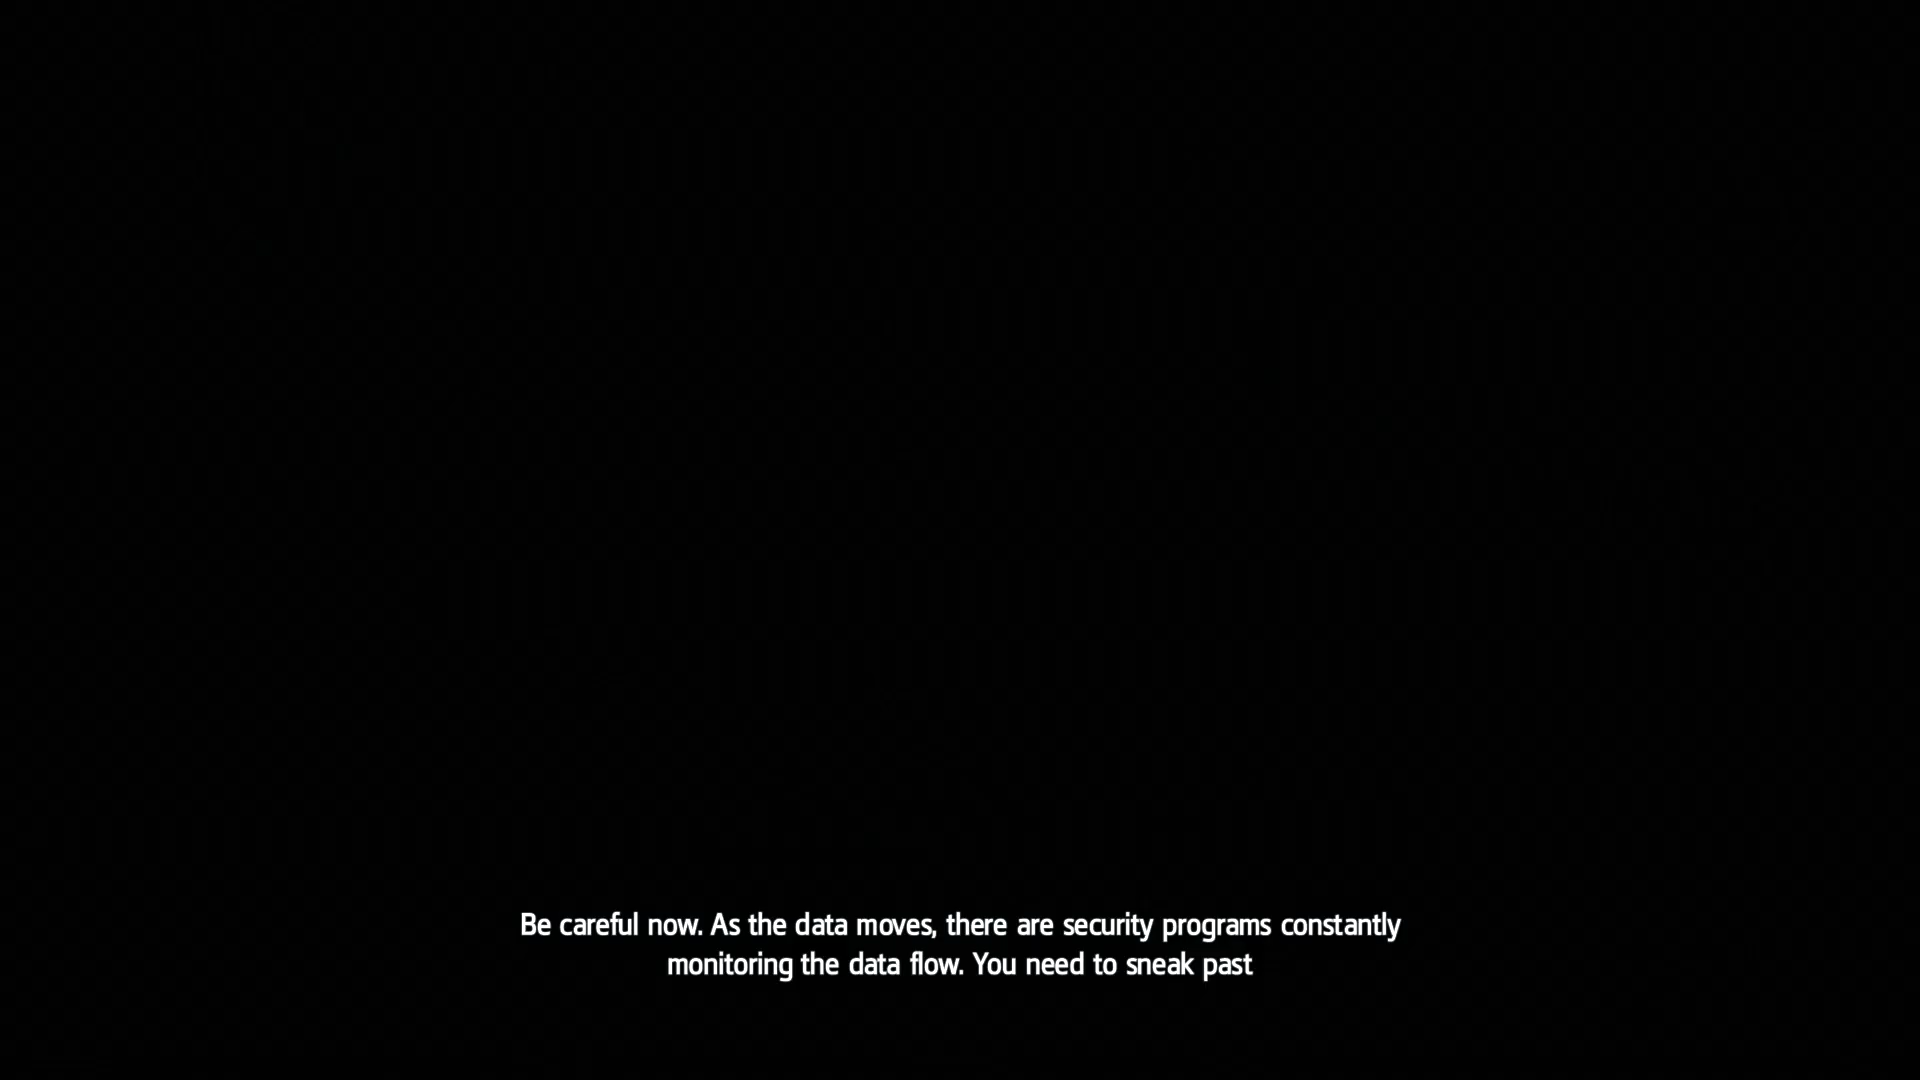 Be careful now. As the data moves, there are security programs constantly
monitoring the data flow. You need to sneak past